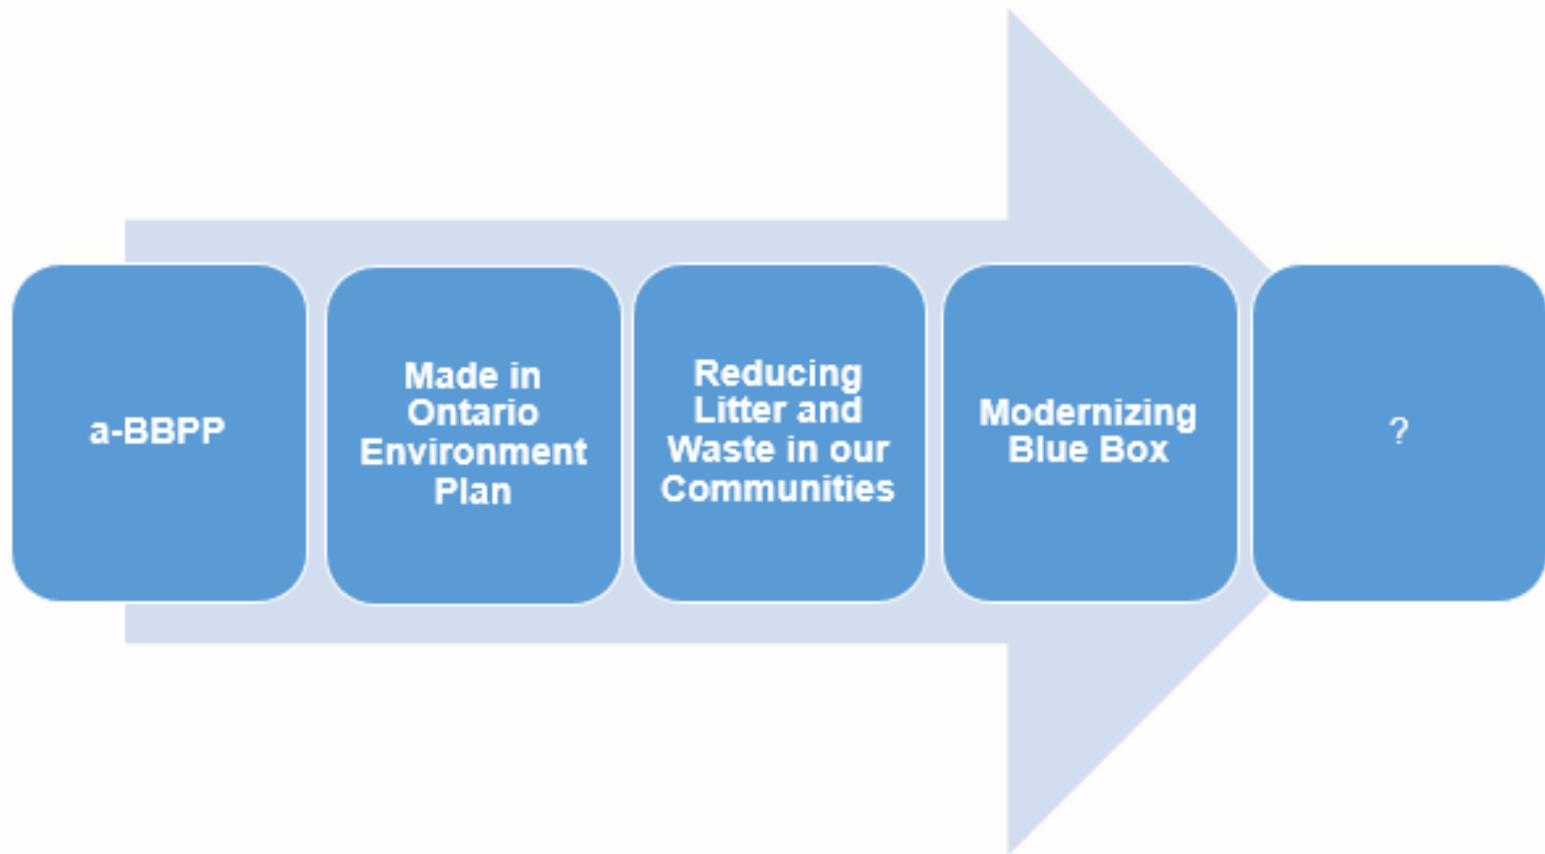 a-BBPP
Made in
Ontario
Environment
Plan
Reducing
Litter and
Waste in our
Communities
Modernizing
Blue Box
?